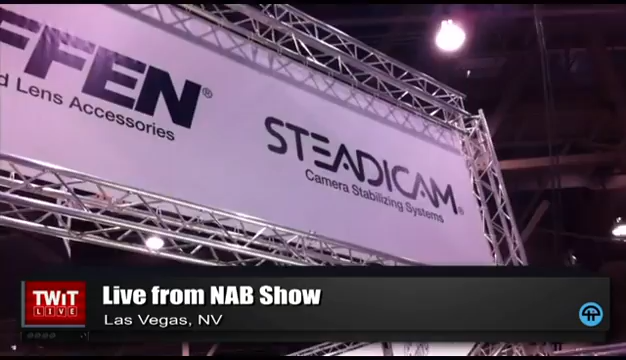 FFEN®
d Lens Accessories
STEADICAM®
Camera Stabilizing Systems
TWiT
LIVE
Live from NAB Show
Las Vegas, NV